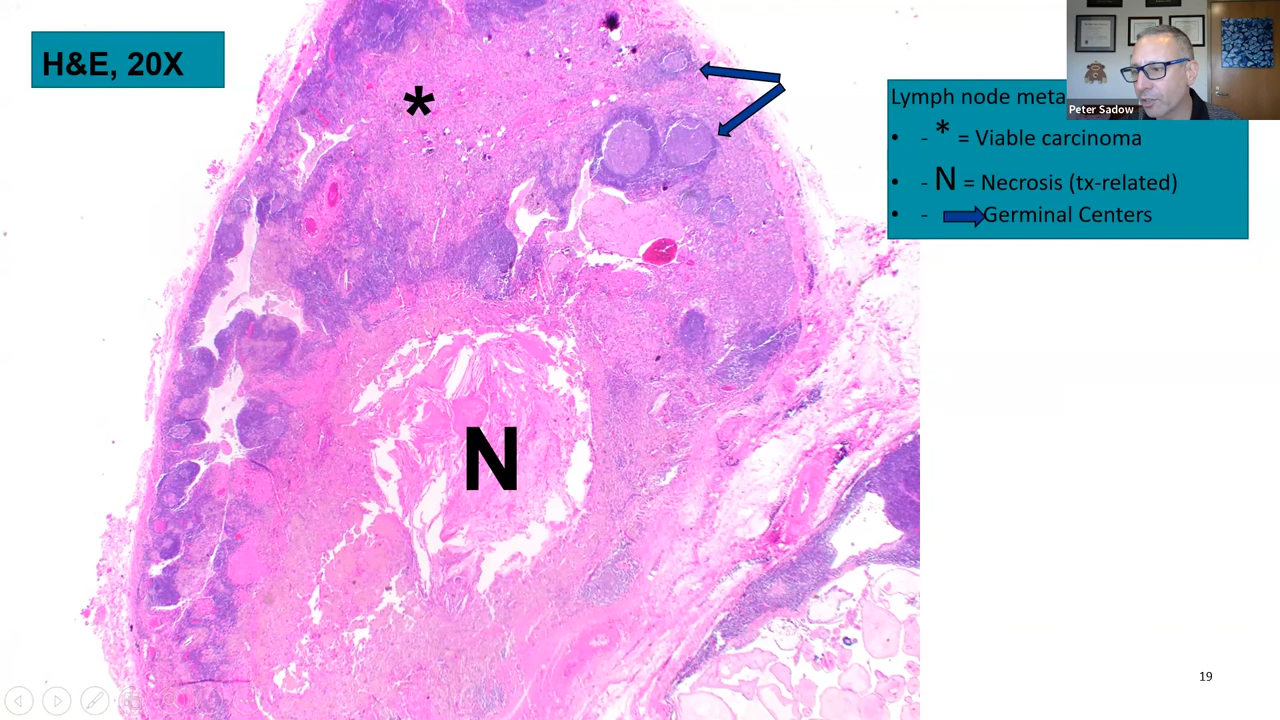 H&E, 20X
*
N
Lymph node meta
Peter Sadow
• - * = Viable carcinoma
• - N = Necrosis (tx-related)
• - Germinal Centers
19